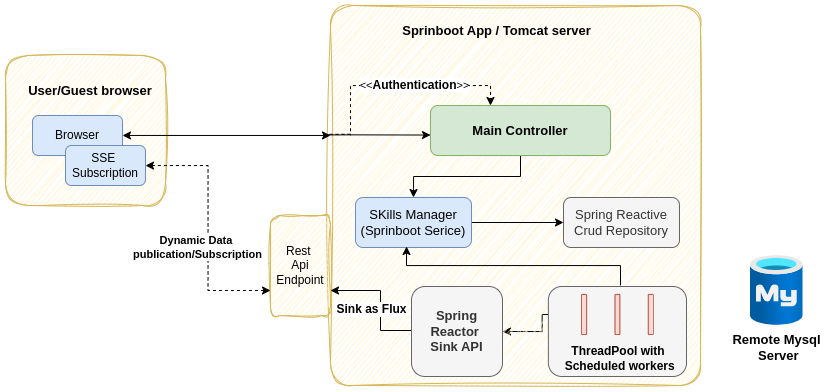 Sprinboot App / Tomcat server
User/Guest browser
<<Authentication>>
Browser
SSE
Subscription
Main Controller
SKills Manager
(Sprinboot Serice)
Spring Reactive
Crud Repository
Dynamic Data
publication/Subscription
Rest
Api
Endpoint
Sink as Flux
Spring
Reactor
Sink API
ThreadPool with
Scheduled workers
My
Remote Mysql
Server